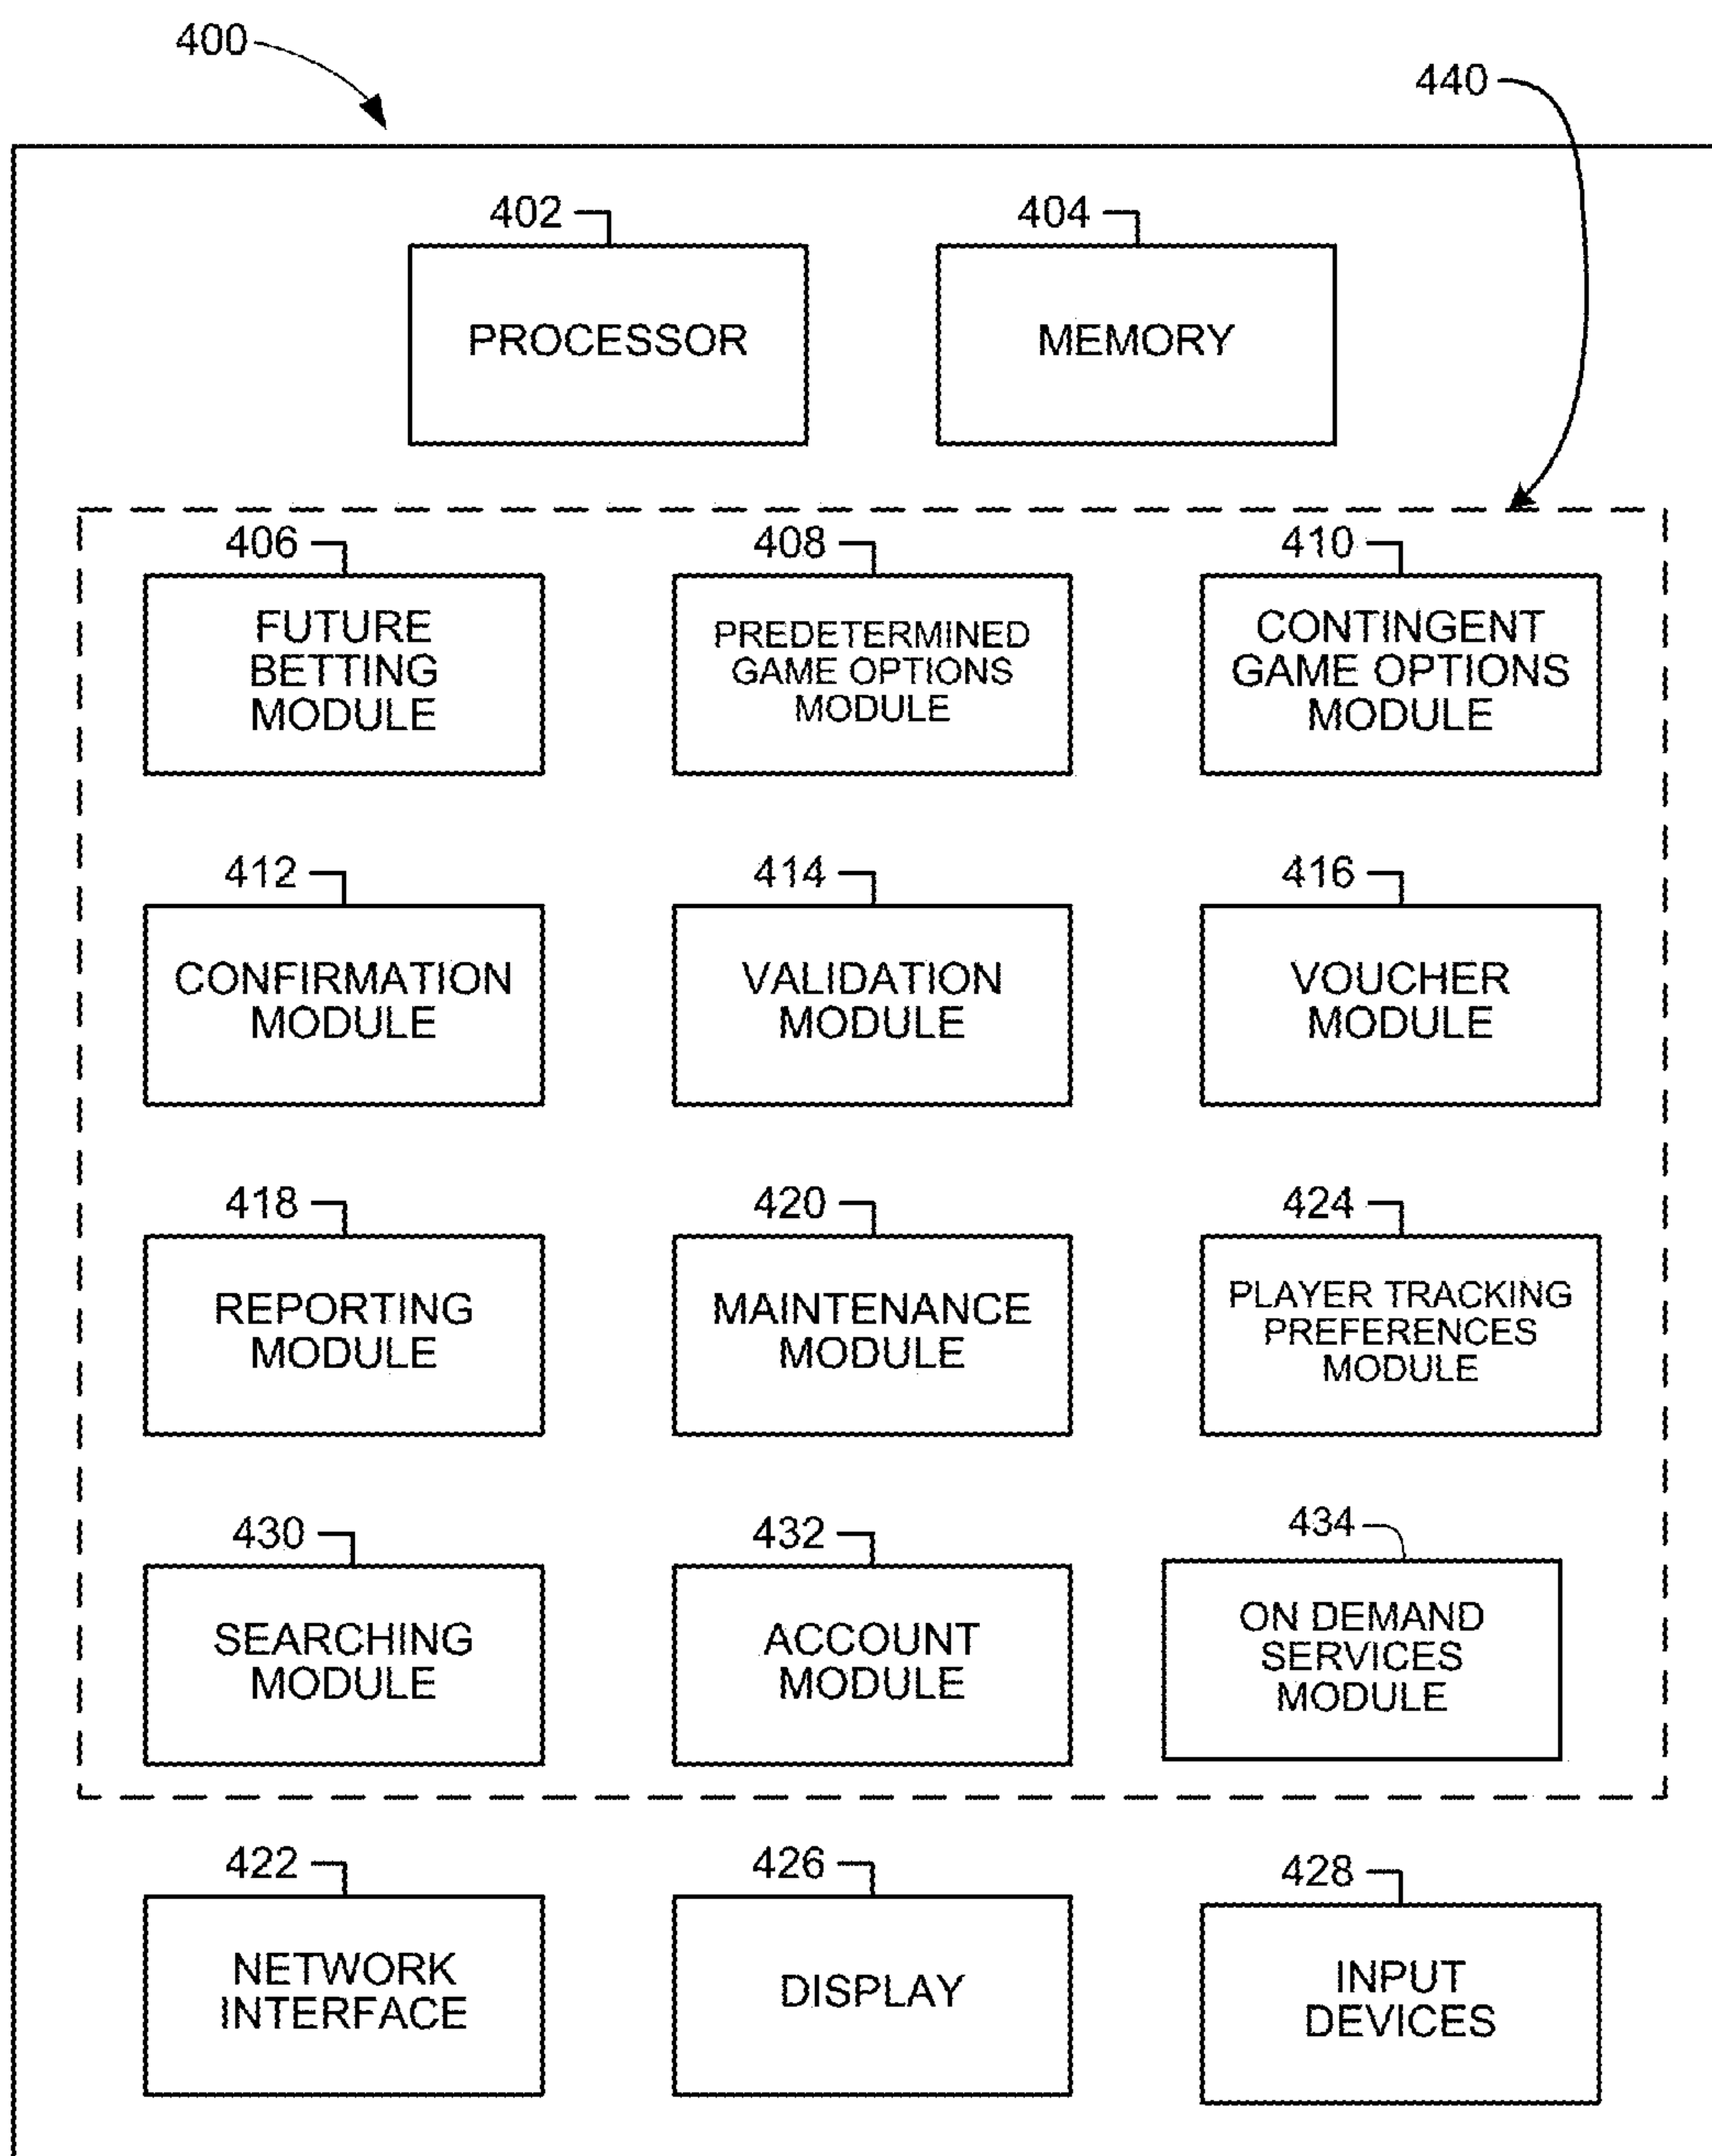 400
440
402
404
PROCESSOR
MEMORY
406
408
410
FUTURE
BETTING
MODULE
PREDETERMINED
GAME OPTIONS
MODULE
CONTINGENT
GAME OPTIONS
MODULE
412
414
416
CONFIRMATION
MODULE
VALIDATION
MODULE
VOUCHER
MODULE
418
420
424
REPORTING
MODULE
MAINTENANCE
MODULE
PLAYER TRACKING
PREFERENCES
MODULE
430
432
434
SEARCHING
MODULE
ACCOUNT
MODULE
ON DEMAND
SERVICES
MODULE
422
426
428
NETWORK
INTERFACE
DISPLAY
INPUT
DEVICES